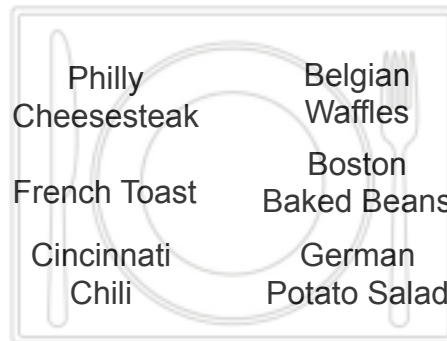 Philly
Cheesesteak
Belgian
Waffles
French Toast
Boston
Baked Beans
Cincinnati
Chili
German
Potato Salad